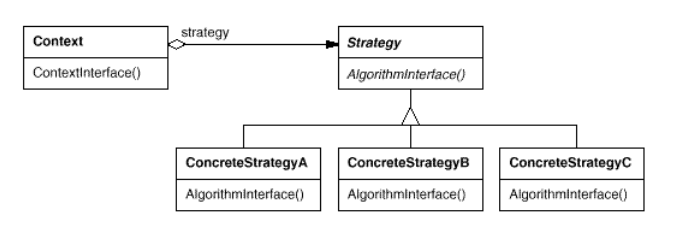 strategy
Context
Strategy
ContextInterface()
AlgorithmInterface()
ConcreteStrategyA
ConcreteStrategyB
ConcreteStrategyC
AlgorithmInterface()
AlgorithmInterface()
AlgorithmInterface()